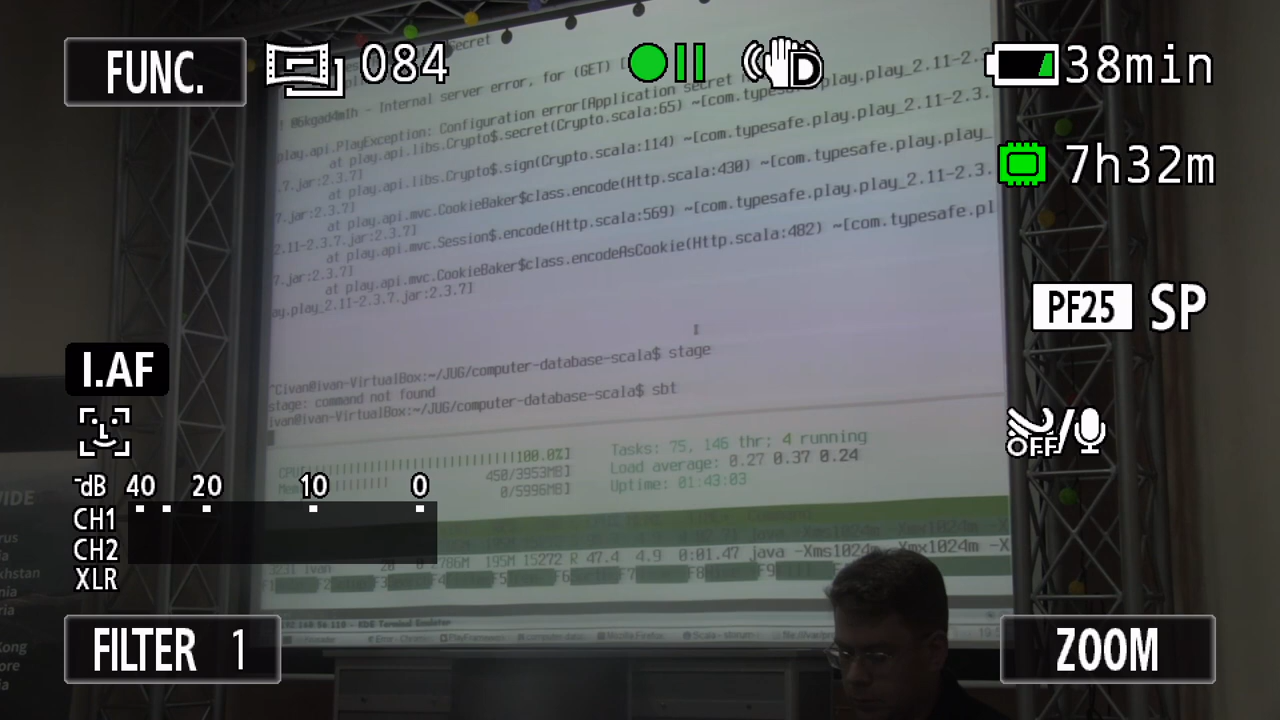 FUNC.
084
38min
7h32m
PF25 SP
I.AF
OFF
-dB 40 20 10 0
CH1
CH2
XLR
FILTER 1
ZOOM
Secret
! @6kgad4m1h - Internal server error, for (GET) [
play.api.PlayException: Configuration error[Application secret
at play.api.libs.Crypto$.secret(Crypto.scala:65) ~[com.typesafe.play.play_2.11-2.
.7.jar:2.3.7]
at play.api.libs.Crypto$.sign(Crypto.scala:114) ~[com.typesafe.play.play_2.11-2.3.
7.jar:2.3.7]
at play.api.mvc.CookieBaker$class.encode(Http.scala:430) ~[com.typesafe.play.play_
2.11-2.3.7.jar:2.3.7]
at play.api.mvc.Session$.encode(Http.scala:569) ~[com.typesafe.play.play_2.11-2.3.
7.jar:2.3.7]
at play.api.mvc.CookieBaker$class.encodeAsCookie(Http.scala:482) ~[com.typesafe.pl
ay.play_2.11-2.3.7.jar:2.3.7]
^Civan@ivan-VirtualBox:~/JUG/computer-database-scala$ stage
stage: command not found
ivan@ivan-VirtualBox:~/JUG/computer-database-scala$ sbt
CPU 100.0%]
Mem 450/3953MB]
0/5996MB]
Tasks: 75, 146 thr: 4 running
Load average: 0.27 0.37 0.24
Uptime: 01:43:03
195M 15272 R 47.4 4.9 0:01.47 java -Xms1024m -Xmx1024m -X